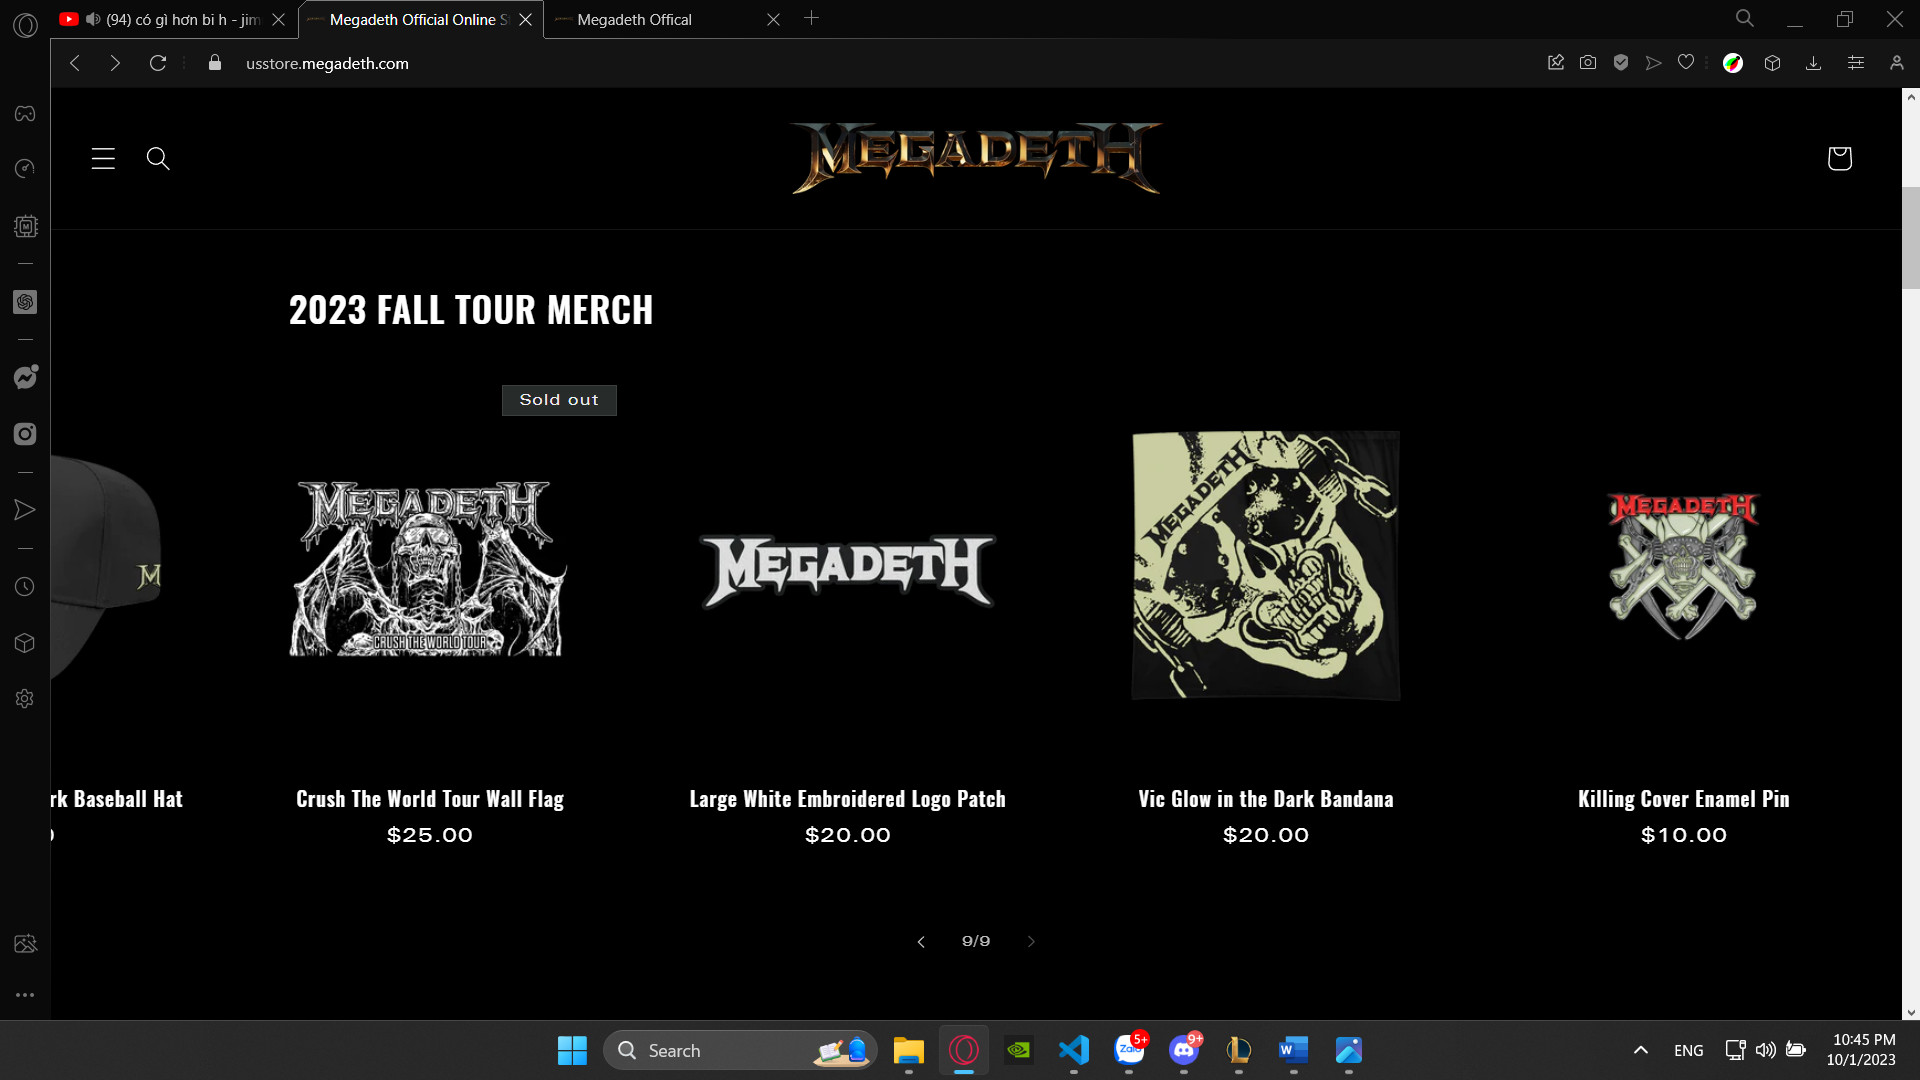 (94) có gì hơn bi h - jim
Megadeth Official Online S
Megadeth Offical
usstore.megadeth.com
MEGADETH
2023 FALL TOUR MERCH
Sold out
M
MEGADETH
CRUSH THE WORLD TOUR
MEGADETH
MEGADETH
MEGADETH
rk Baseball Hat
Crush The World Tour Wall Flag
$25.00
Large White Embroidered Logo Patch
$20.00
Vic Glow in the Dark Bandana
$20.00
Killing Cover Enamel Pin
$10.00
9/9
Search
Zalo
5+
9+
W
ENG
10:45 PM
10/1/2023